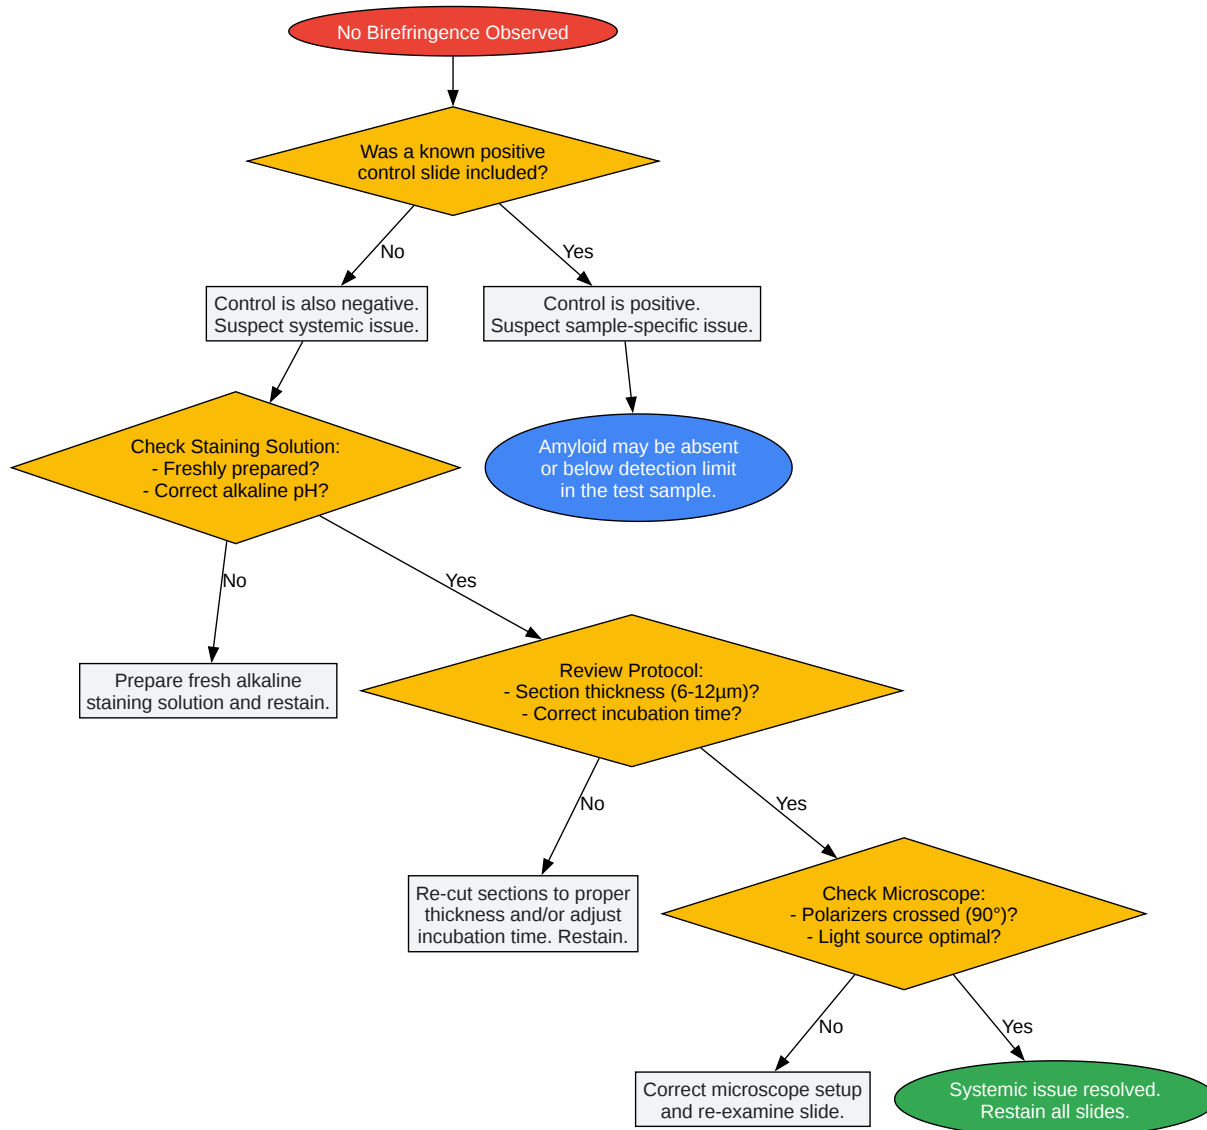 No Birefringence Observed
Was a known positive
control slide included?
No
Yes
Control is also negative.
Suspect systemic issue.
Control is positive.
Suspect sample-specific issue.
Check Staining Solution:
- Freshly prepared?
- Correct alkaline pH?
Amyloid may be absent
or below detection limit
in the test sample.
No
Yes
Prepare fresh alkaline
staining solution and restain.
Review Protocol:
- Section thickness (6-12µm)?
- Correct incubation time?
No
Yes
Re-cut sections to proper
thickness and/or adjust
incubation time. Restain.
Check Microscope:
- Polarizers crossed (90°)?
- Light source optimal?
No
Yes
Correct microscope setup
and re-examine slide.
Systemic issue resolved.
Restain all slides.